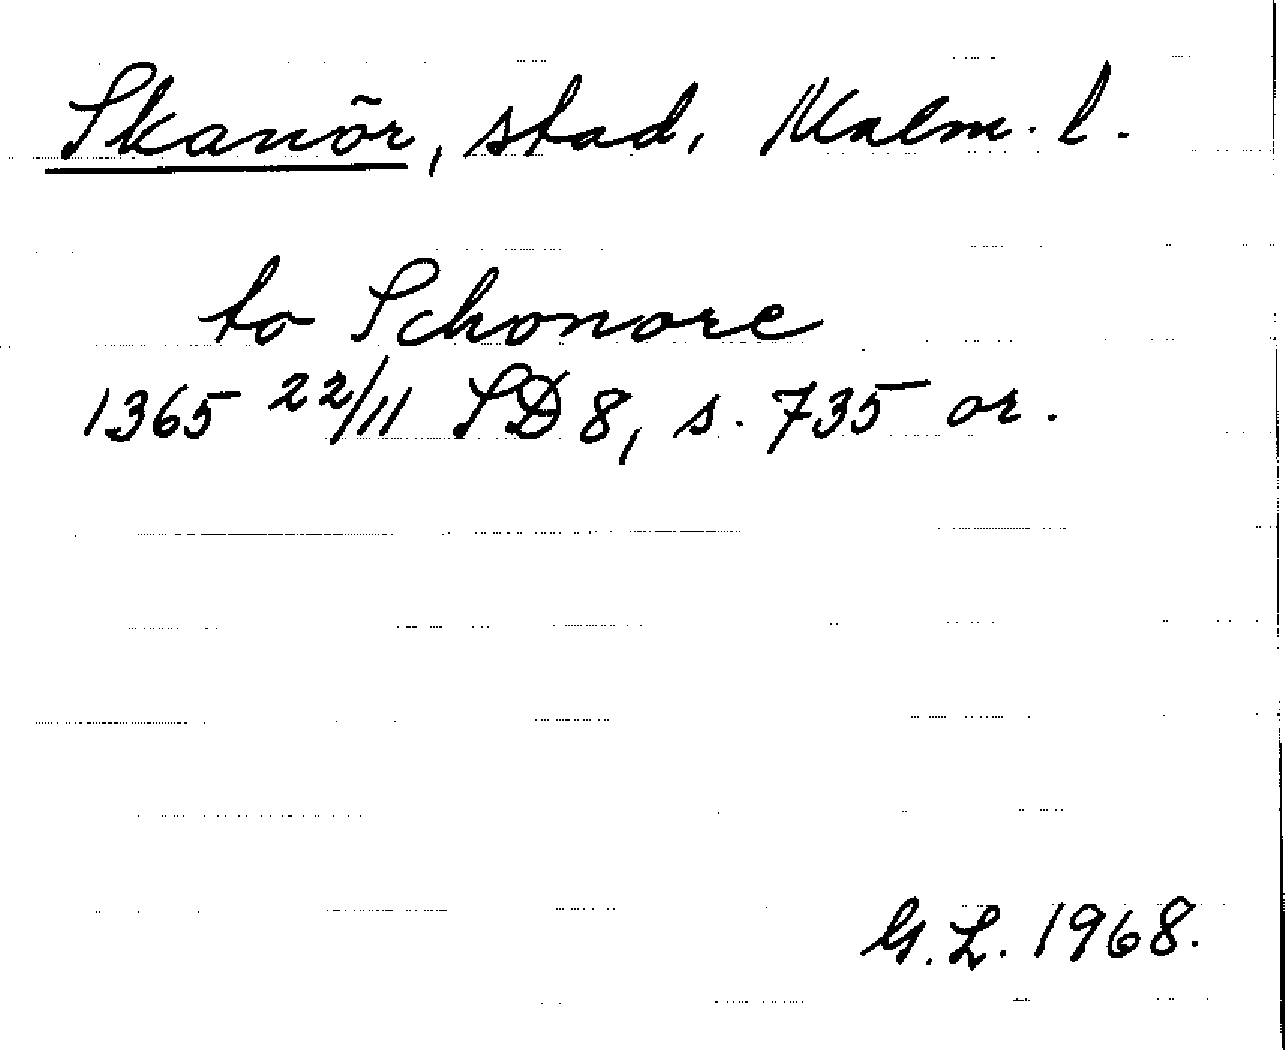 Skanör, stad. Malm. l.
to Schonore
1365 22/11 SD 8, s. 735 or.
G.L. 1968.